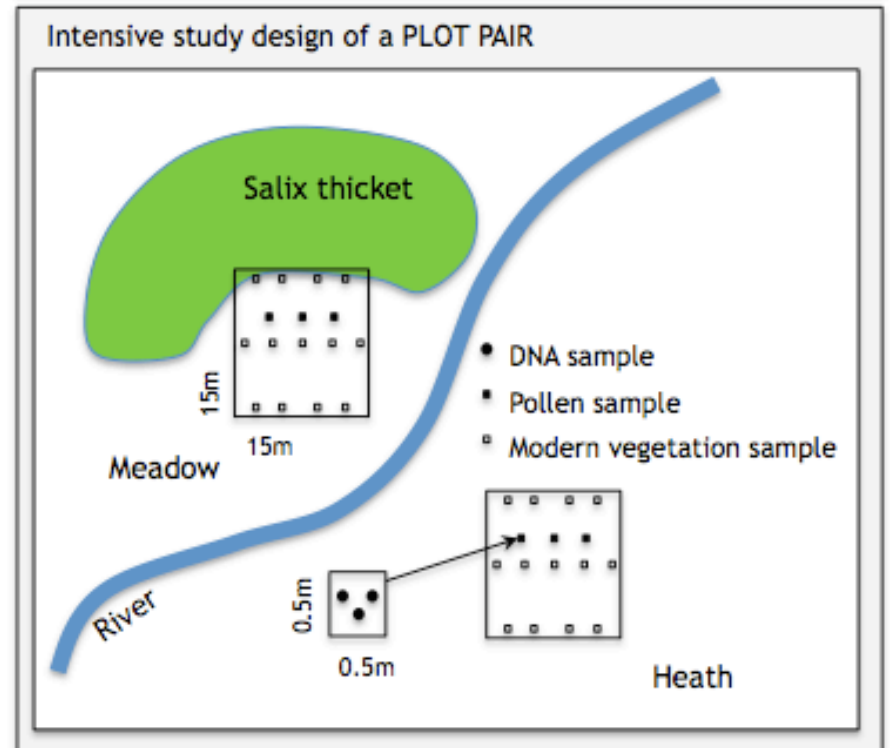 Intensive study design of a PLOT PAIR
Salix thicket
DNA sample
Pollen sample
Modern vegetation sample
15m
15m
Meadow
River
0.5m
0.5m
Heath